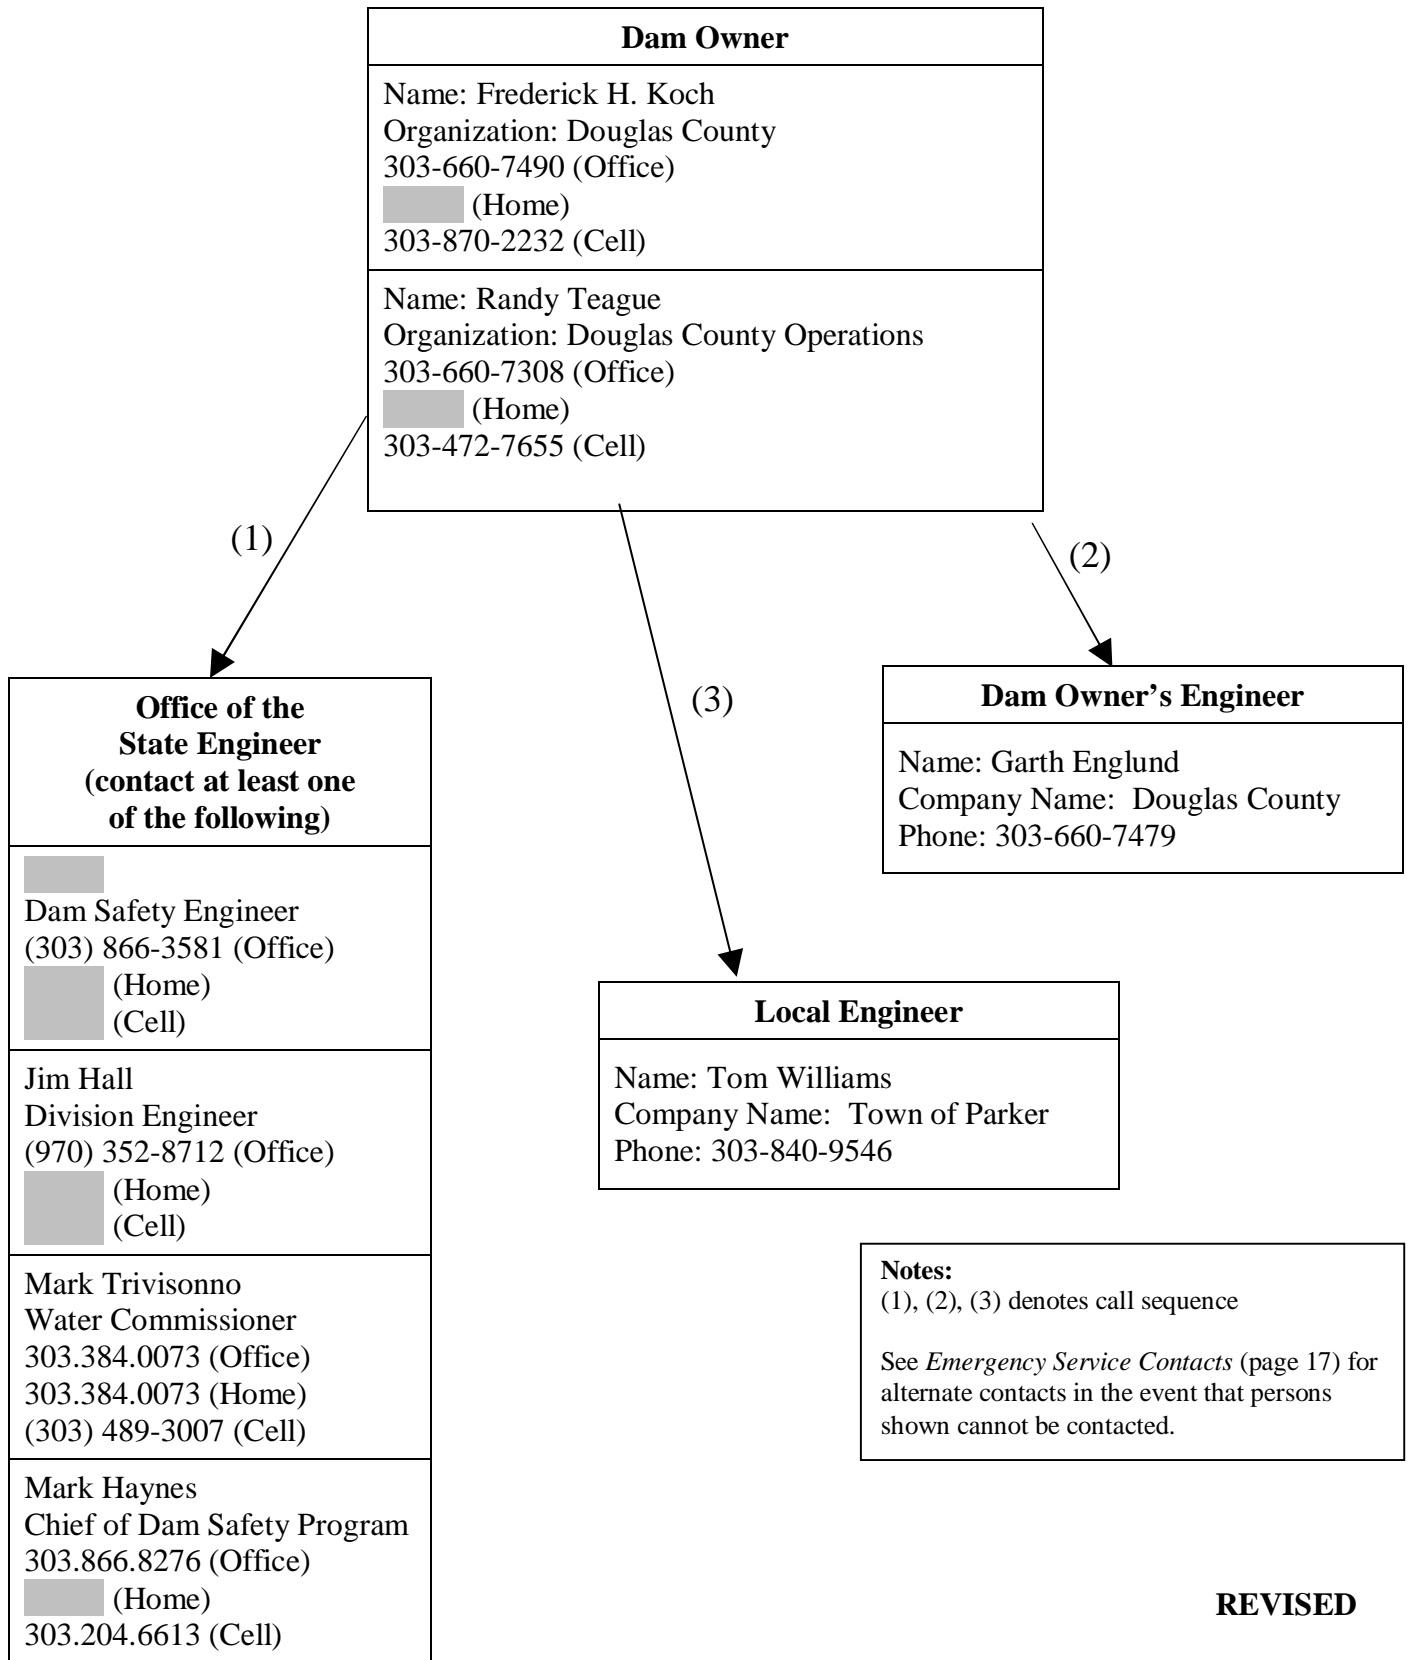 Dam Owner
Name: Frederick H. Koch
Organization: Douglas County
303-660-7490 (Office)
(Home)
303-870-2232 (Cell)
Name: Randy Teague
Organization: Douglas County Operations
303-660-7308 (Office)
(Home)
303-472-7655 (Cell)
(1)
(2)
(3)
Office of the
State Engineer
(contact at least one
of the following)
Dam Safety Engineer
(303) 866-3581 (Office)
(Home)
(Cell)
Jim Hall
Division Engineer
(970) 352-8712 (Office)
(Home)
(Cell)
Mark Trivisonno
Water Commissioner
303.384.0073 (Office)
303.384.0073 (Home)
(303) 489-3007 (Cell)
Mark Haynes
Chief of Dam Safety Program
303.866.8276 (Office)
(Home)
303.204.6613 (Cell)
Dam Owner’s Engineer
Name: Garth Englund
Company Name:  Douglas County
Phone: 303-660-7479
Local Engineer
Name: Tom Williams
Company Name:  Town of Parker
Phone: 303-840-9546
Notes:
(1), (2), (3) denotes call sequence
See Emergency Service Contacts (page 17) for
alternate contacts in the event that persons
shown cannot be contacted.
REVISED